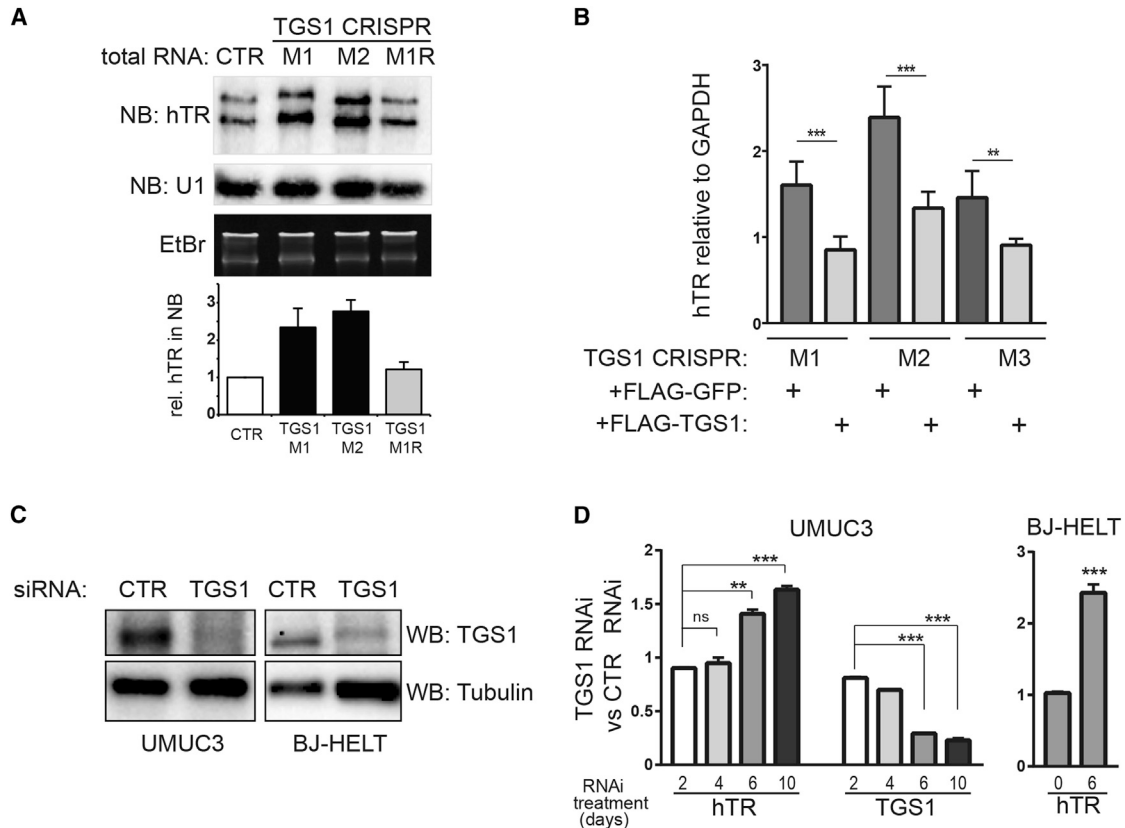 A
TGS1 CRISPR
total RNA: CTR M1 M2 M1R
NB: hTR
NB: U1
EtBr
rel. hTR in NB
3
2
1
0
CTR
TGS1 M1
TGS1 M2
TGS1 M1R
B
hTR relative to GAPDH
3
2
1
0
*** *** **
TGS1 CRISPR: M1 M2 M3
+FLAG-GFP: + + +
+FLAG-TGS1: + + +
C
siRNA: CTR TGS1 CTR TGS1
WB: TGS1
WB: Tubulin
UMUC3 BJ-HELT
D
UMUC3
TGS1 RNAi
vs CTR RNAi
2
1.5
1
0.5
0
ns ** ***
*** ***
RNAi treatment (days)
2 4 6 10
hTR
2 4 6 10
TGS1
BJ-HELT
3
2
1
0
***
0 6
hTR